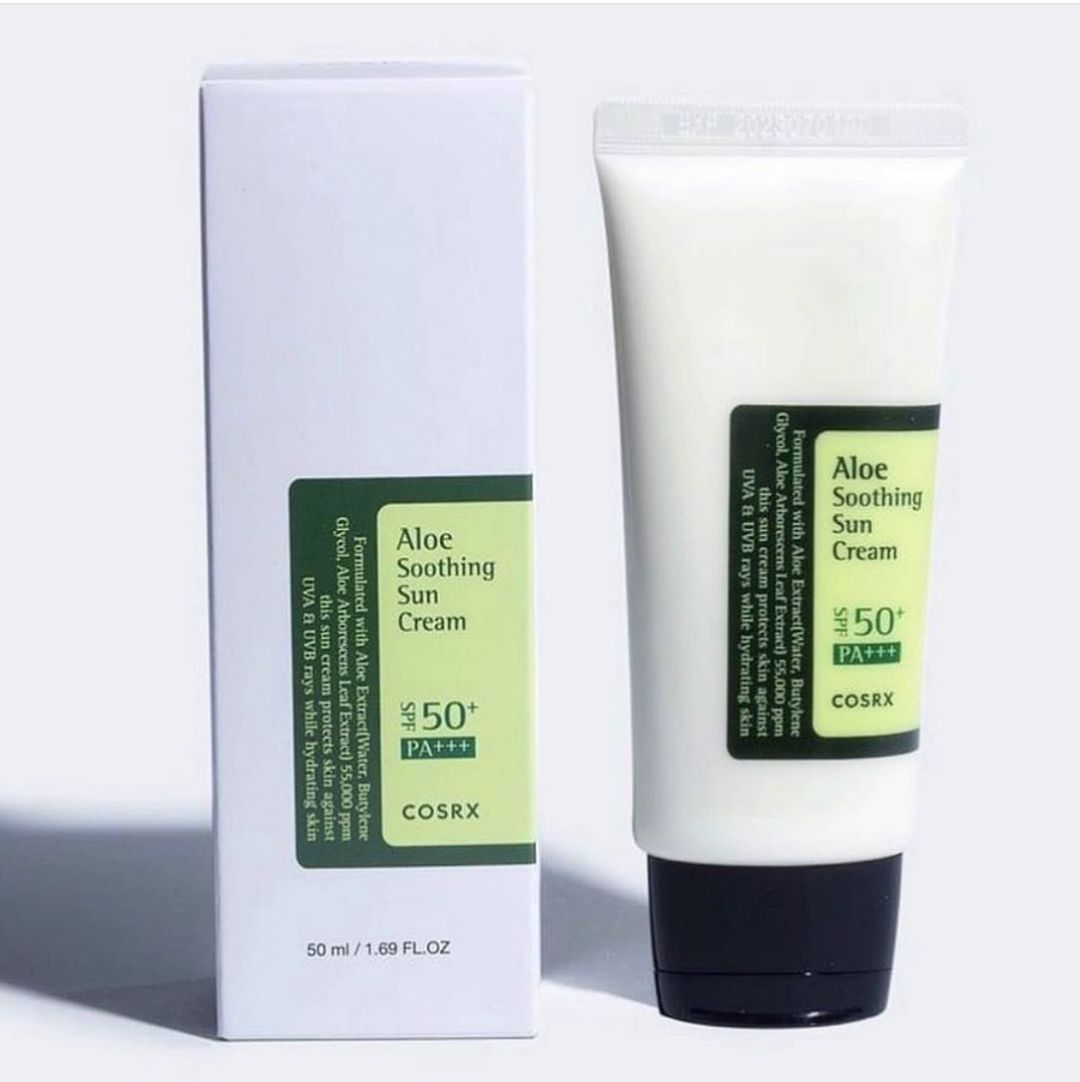 Aloe
Soothing
Sun
Cream
SPF 50+
PA+++
COSRX
Formulated with Aloe Extract(Water, Butylene
Glycol, Aloe Arborescens Leaf Extract) 55,000 ppm
this sun cream protects skin against
UVA & UVB rays while hydrating skin
50 ml / 1.69 FL.OZ
Aloe
Soothing
Sun
Cream
SPF 50+
PA+++
COSRX
Formulated with Aloe Extract(Water, Butylene
Glycol, Aloe Arborescens Leaf Extract) 55,000 ppm
this sun cream protects skin against
UVA & UVB rays while hydrating skin